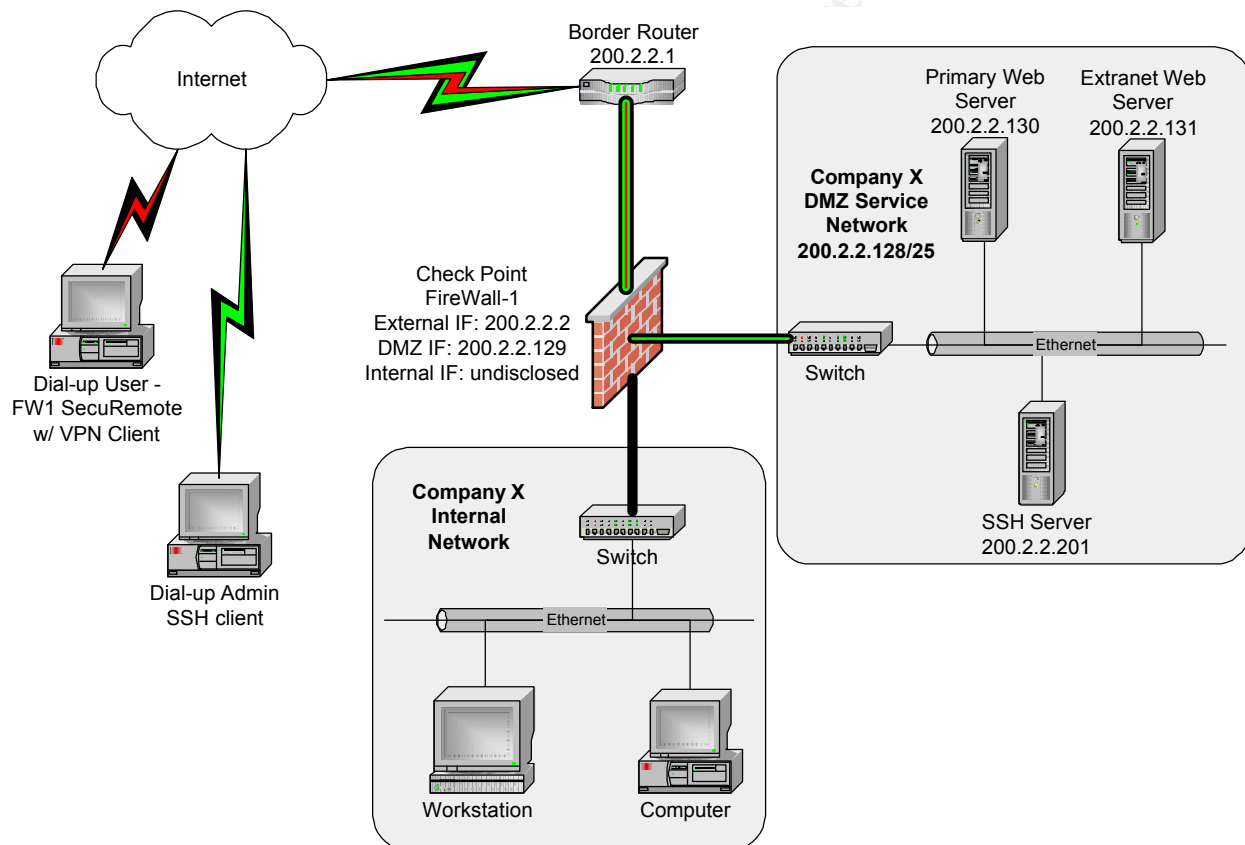 Internet
Border Router
200.2.2.1
Primary Web
Server
200.2.2.130
Extranet Web
Server
200.2.2.131
Company X
DMZ Service
Network
200.2.2.128/25
Check Point
FireWall-1
External IF: 200.2.2.2
DMZ IF: 200.2.2.129
Internal IF: undisclosed
Switch
Ethernet
SSH Server
200.2.2.201
Dial-up User -
FW1 SecuRemote
w/ VPN Client
Dial-up Admin
SSH client
Company X
Internal
Network
Switch
Ethernet
Workstation
Computer